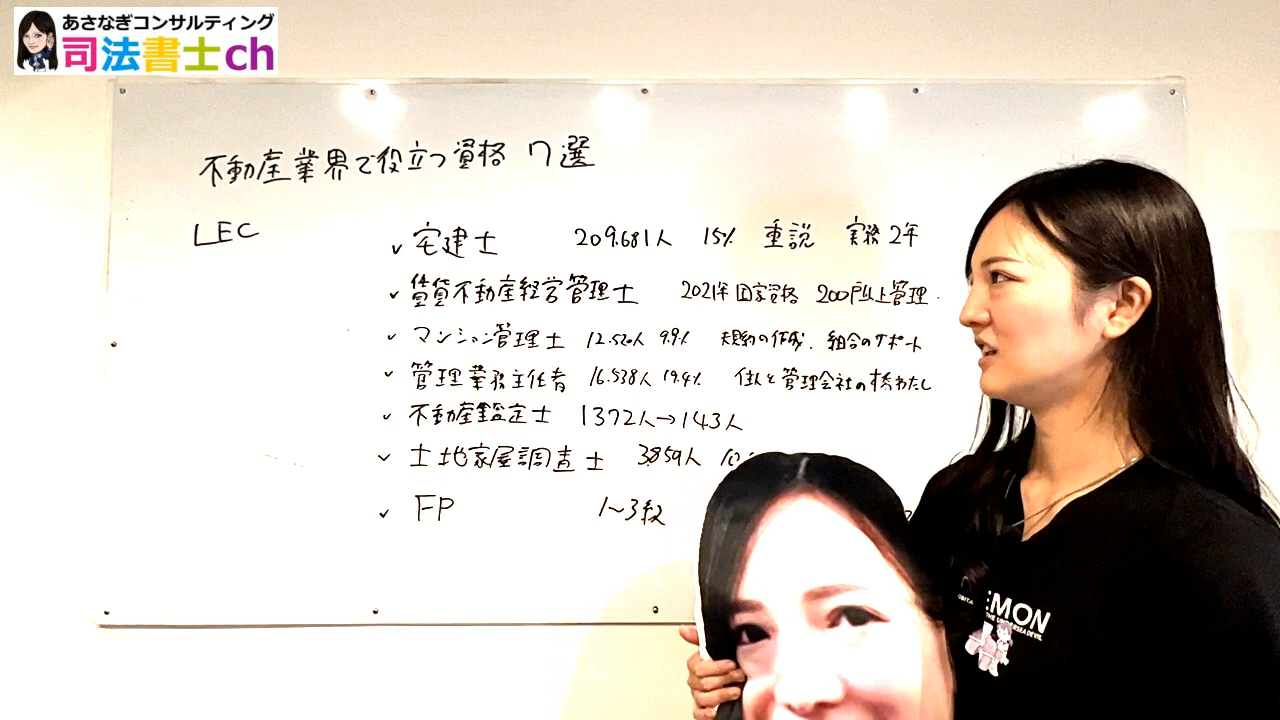 あさなぎコンサルティング
司法書士ch
不動産業界で役立つ資格 7選
LEC
✓ 宅建士 209.681人 15% 重説 実務2年
✓ 賃貸不動産経営管理士 2021年国家資格 200戸以上管理.
✓ マンション管理士 12.520人 9.9% 規約の作成. 組合のサポート
✓ 管理業務主任者 16.538人 19.4% 住人と管理会社の橋わたし
✓ 不動産鑑定士 1372人→143人
✓ 土地家屋調査士 3.859人
✓ FP 1〜3級
EMON
THE UNDERSEA DEVIL